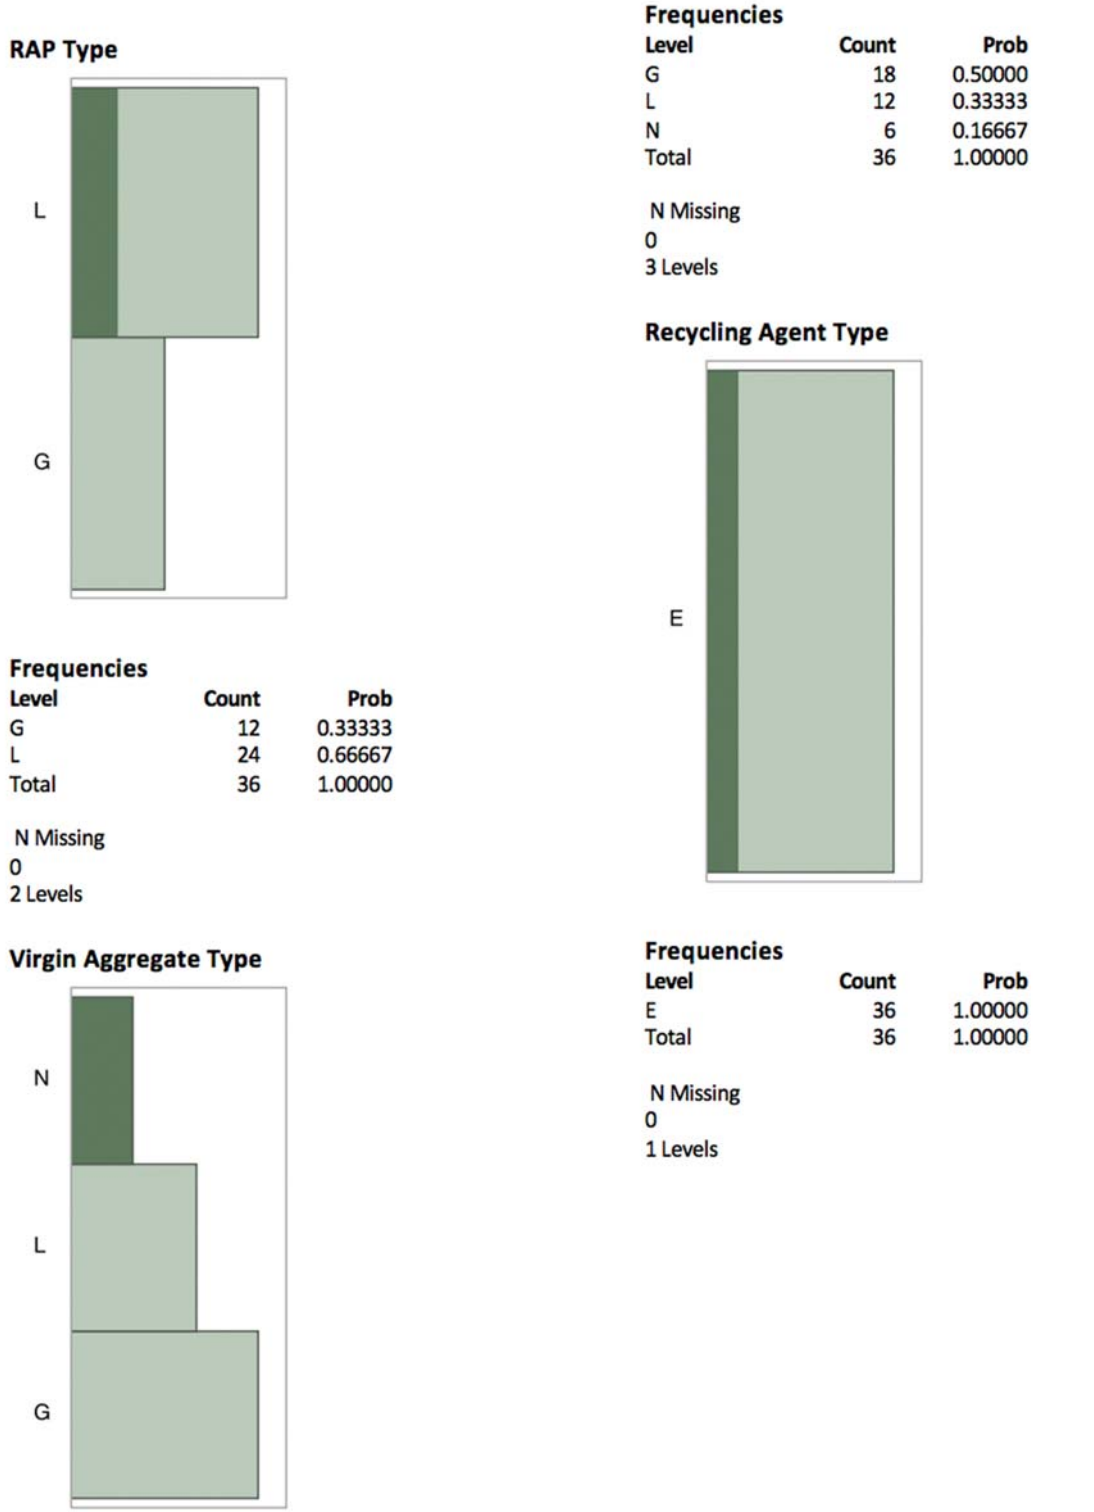 RAP Type
L
G
Frequencies
Level Count Prob
G 12 0.33333
L 24 0.66667
Total 36 1.00000
N Missing
0
2 Levels
Virgin Aggregate Type
N
L
G
Frequencies
Level Count Prob
G 18 0.50000
L 12 0.33333
N 6 0.16667
Total 36 1.00000
N Missing
0
3 Levels
Recycling Agent Type
E
Frequencies
Level Count Prob
E 36 1.00000
Total 36 1.00000
N Missing
0
1 Levels